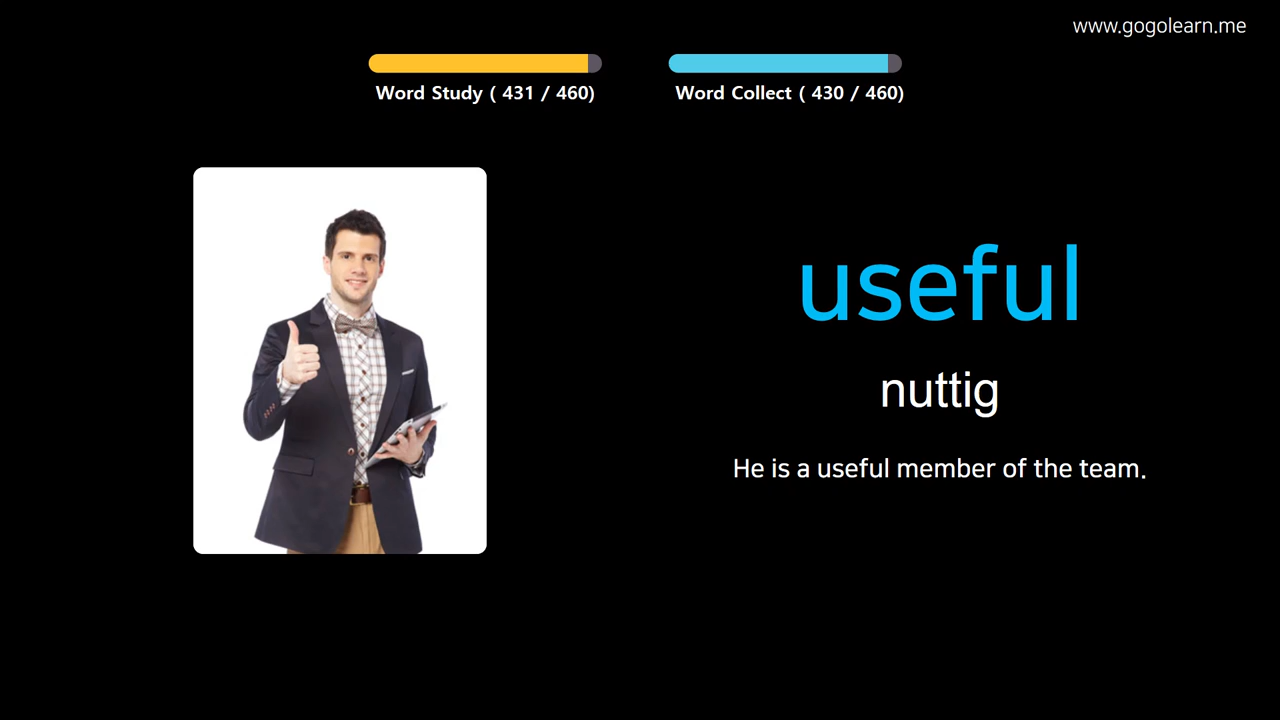 www.gogolearn.me
Word Study ( 431 / 460)
Word Collect ( 430 / 460)
useful
nuttig
He is a useful member of the team.